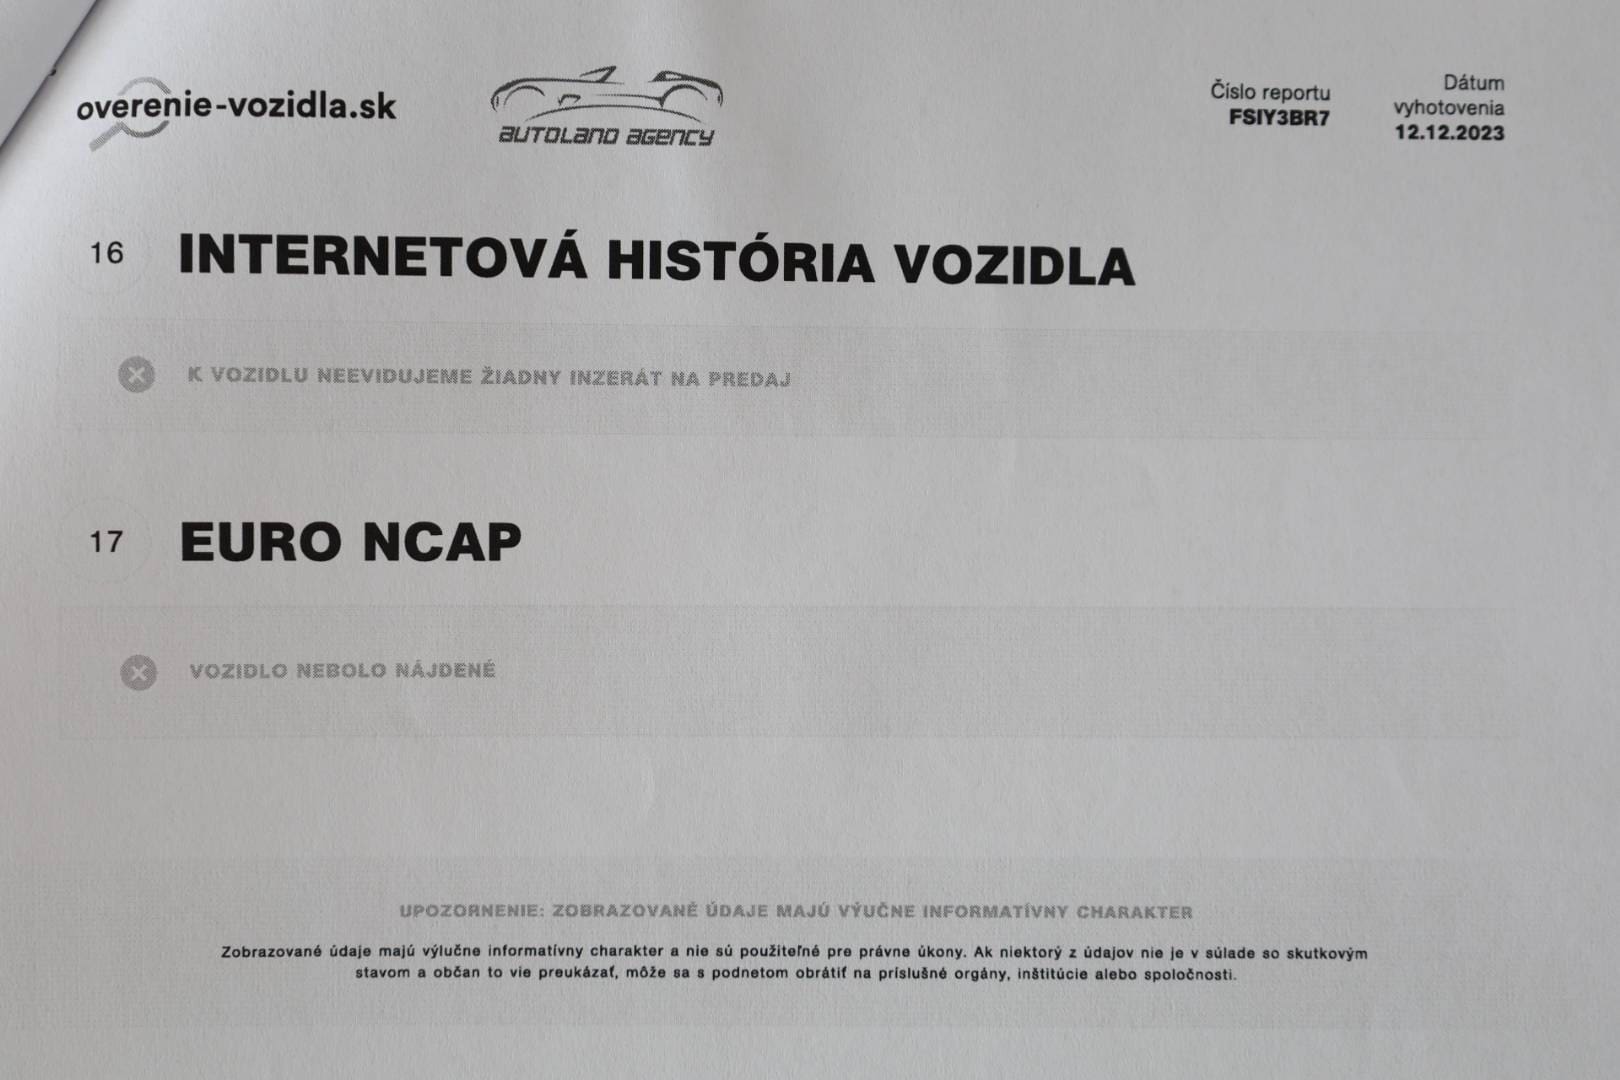 overenie-vozidla.sk
AUTOLAND AGENCY
Číslo reportu
FSIY3BR7
Dátum
vyhotovenia
12.12.2023
16 INTERNETOVÁ HISTÓRIA VOZIDLA
K VOZIDLU NEEVIDUJEME ŽIADNY INZERÁT NA PREDAJ
17 EURO NCAP
VOZIDLO NEBOLO NÁJDENÉ
UPOZORNENIE: ZOBRAZOVANÉ ÚDAJE MAJÚ VÝUČNE INFORMATÍVNY CHARAKTER
Zobrazované údaje majú výlučne informatívny charakter a nie sú použiteľné pre právne úkony. Ak niektorý z údajov nie je v súlade so skutkovým
stavom a občan to vie preukázať, môže sa s podnetom obrátiť na príslušné orgány, inštitúcie alebo spoločnosti.